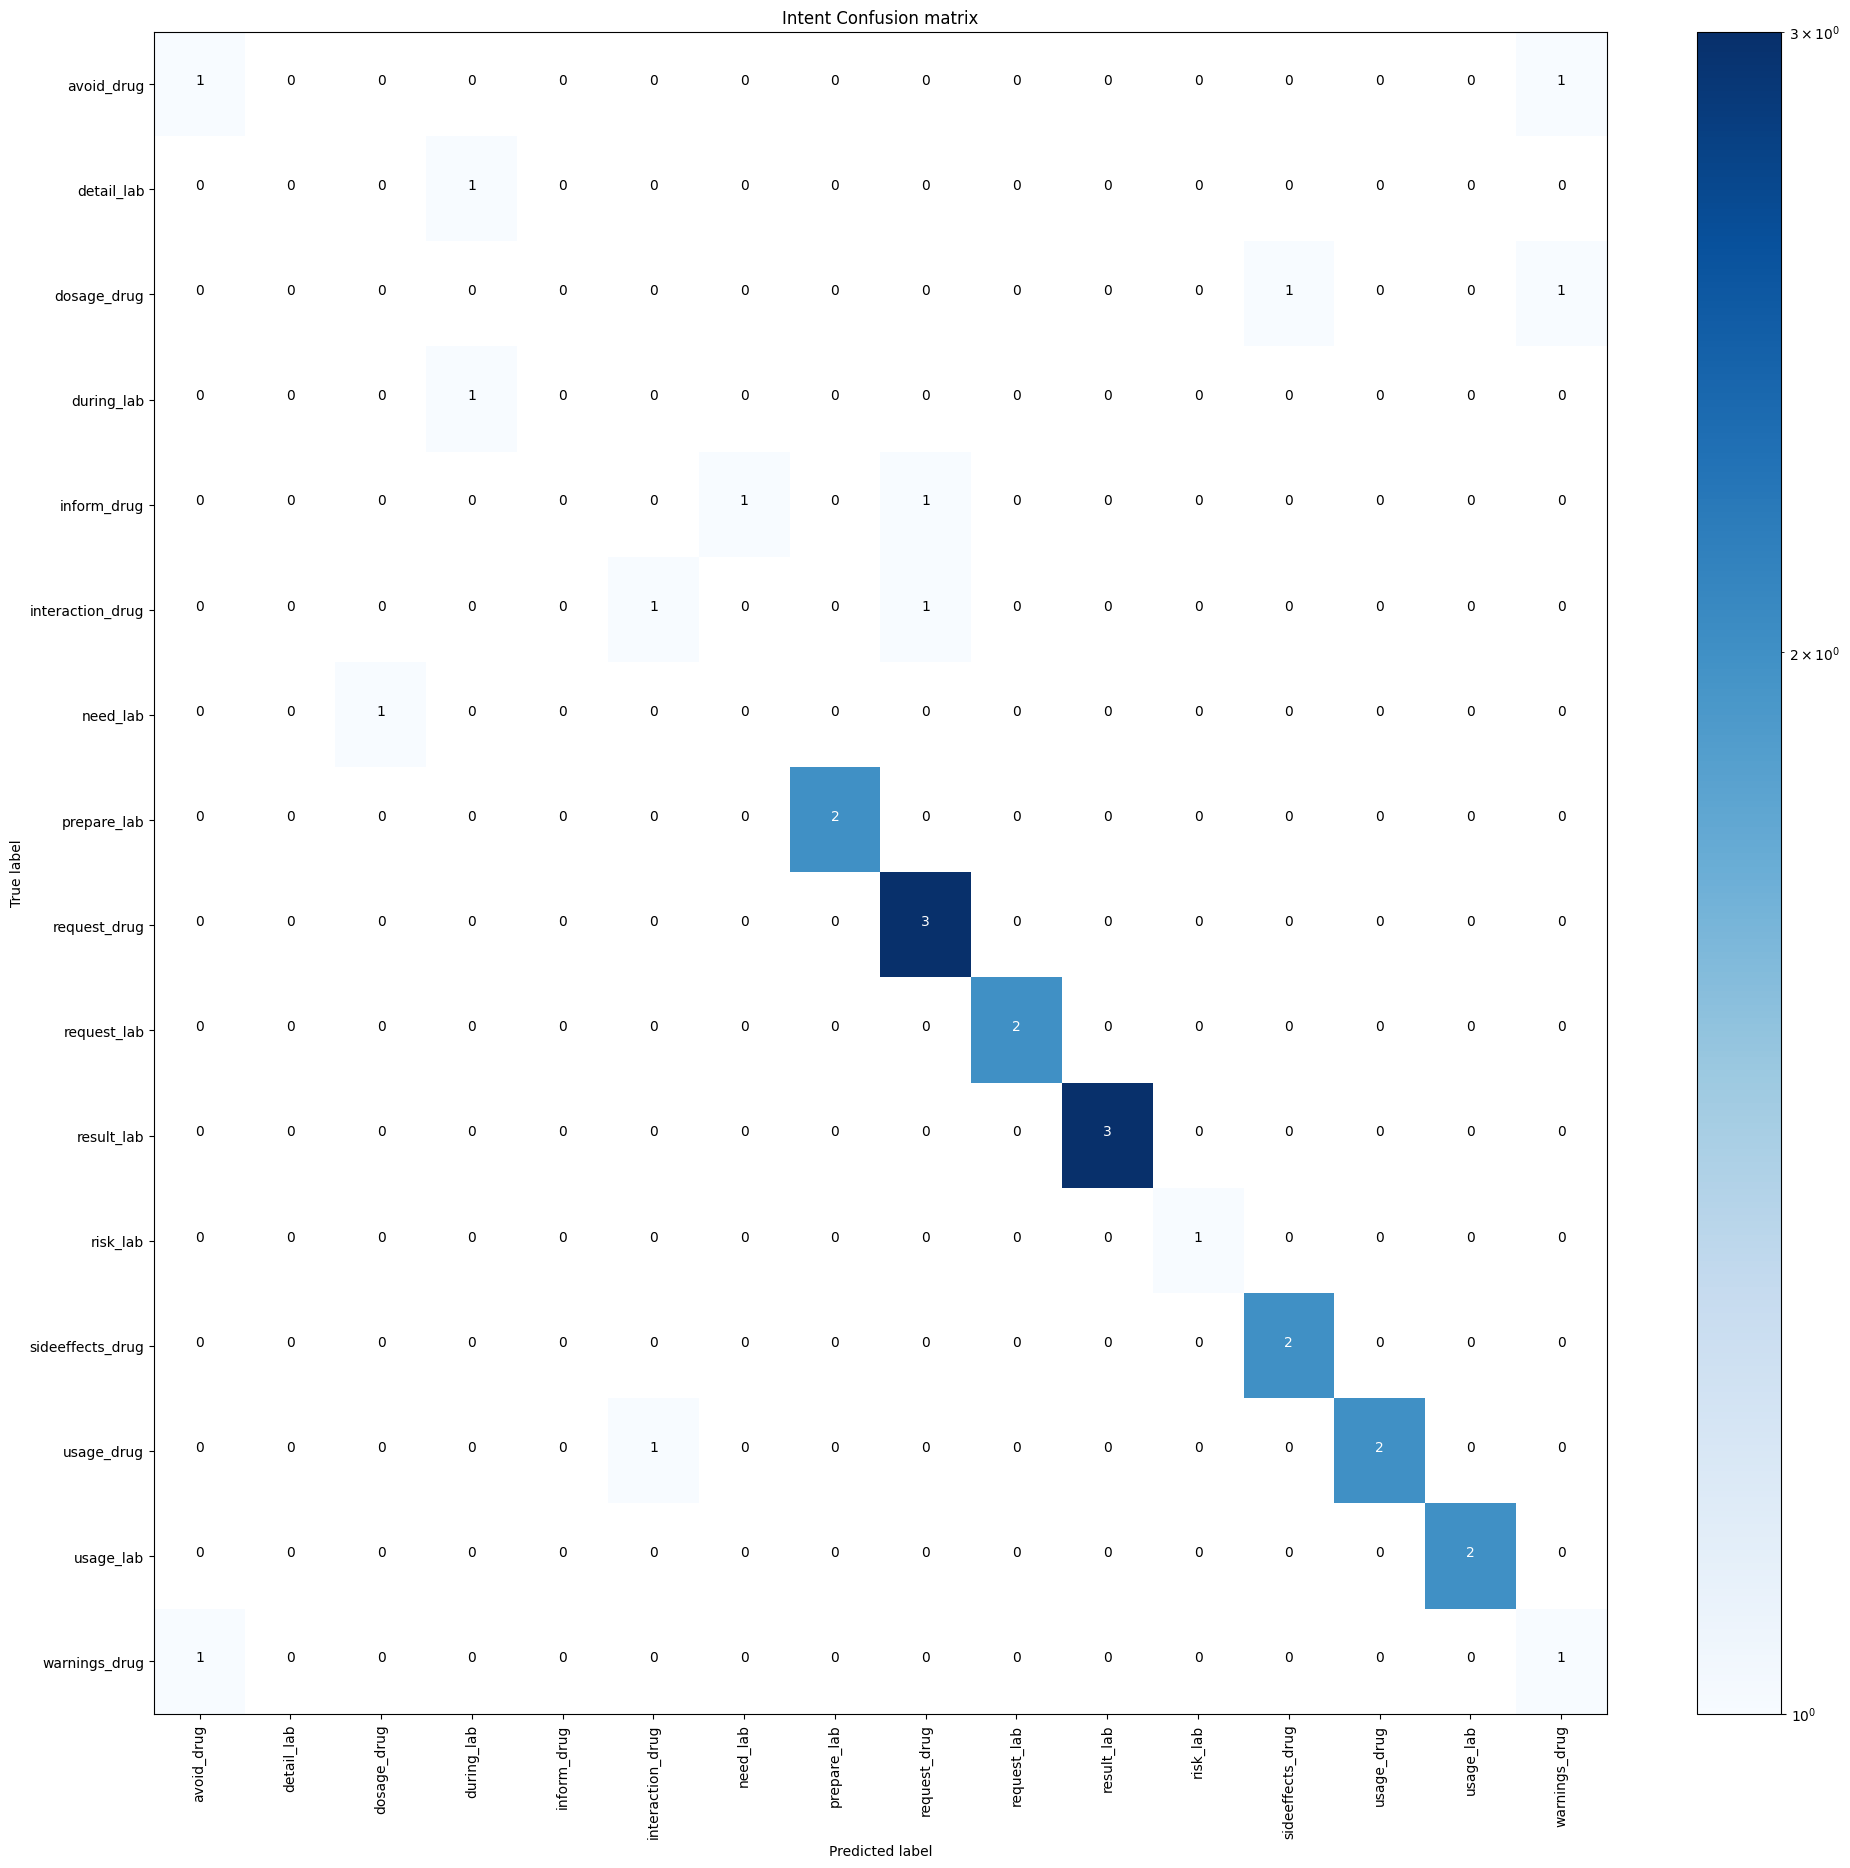 Intent Confusion matrix
avoid_drug 1 0 0 0 0 0 0 0 0 0 0 0 0 0 0 1
detail_lab 0 0 0 1 0 0 0 0 0 0 0 0 0 0 0 0
dosage_drug 0 0 0 0 0 0 0 0 0 0 0 0 1 0 0 1
during_lab 0 0 0 1 0 0 0 0 0 0 0 0 0 0 0 0
inform_drug 0 0 0 0 0 0 1 0 1 0 0 0 0 0 0 0
interaction_drug 0 0 0 0 0 1 0 0 1 0 0 0 0 0 0 0
need_lab 0 0 1 0 0 0 0 0 0 0 0 0 0 0 0 0
prepare_lab 0 0 0 0 0 0 0 2 0 0 0 0 0 0 0 0
request_drug 0 0 0 0 0 0 0 0 3 0 0 0 0 0 0 0
request_lab 0 0 0 0 0 0 0 0 0 2 0 0 0 0 0 0
result_lab 0 0 0 0 0 0 0 0 0 0 3 0 0 0 0 0
risk_lab 0 0 0 0 0 0 0 0 0 0 0 1 0 0 0 0
sideeffects_drug 0 0 0 0 0 0 0 0 0 0 0 0 2 0 0 0
usage_drug 0 0 0 0 0 1 0 0 0 0 0 0 0 2 0 0
usage_lab 0 0 0 0 0 0 0 0 0 0 0 0 0 0 2 0
warnings_drug 1 0 0 0 0 0 0 0 0 0 0 0 0 0 0 1
True label
avoid_drug
detail_lab
dosage_drug
during_lab
inform_drug
interaction_drug
need_lab
prepare_lab
request_drug
request_lab
result_lab
risk_lab
sideeffects_drug
usage_drug
usage_lab
warnings_drug
Predicted label
3 × 10⁰
2 × 10⁰
10⁰